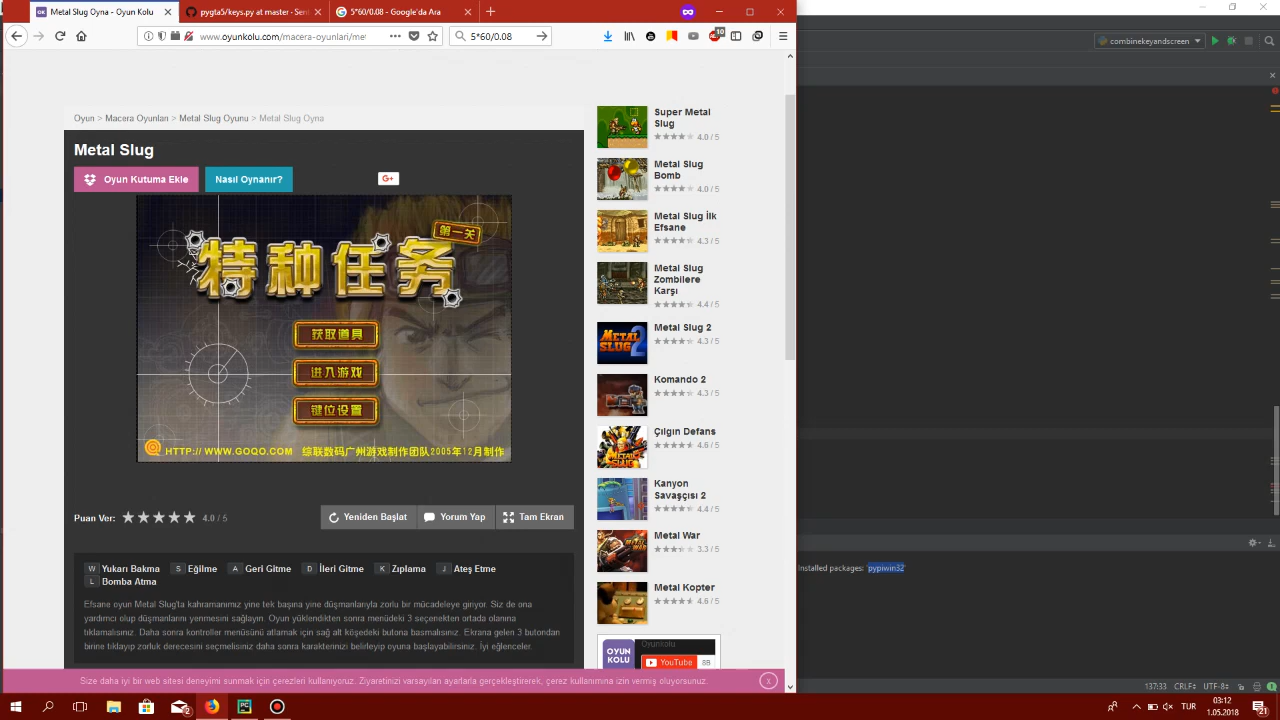 Metal Slug Oyna - Oyun Kolu
pygta5/keys.py at master · Sen
5*60/0.08 - Google'da Ara
www.oyunkolu.com/macera-oyunlari/me
5*60/0.08
10
combinekeyandscreen
Oyun > Macera Oyunları > Metal Slug Oyunu > Metal Slug Oyna
Metal Slug
Oyun Kutuma Ekle
Nasıl Oynanır?
G+
第一关
特种任务
获取道具
进入游戏
键位设置
HTTP:// WWW.GOQO.COM 综联数码广州游戏制作团队2005年12月制作
Puan Ver:
4.0 / 5
Yeniden Başlat
Yorum Yap
Tam Ekran
W Yukarı Bakma S Eğilme A Geri Gitme D İleri Gitme K Zıplama J Ateş Etme
L Bomba Atma
Efsane oyun Metal Slug'ta kahramanımız yine tek başına yine düşmanlarıyla zorlu bir mücadeleye giriyor. Siz de ona
yardımcı olup düşmanlarını yenmesini sağlayın. Oyun yüklendikten sonra menüdeki 3 seçenekten ortada olanına
tıklamalısınız. Daha sonra kontroller menüsünü atlamak için sağ alt köşedeki butona basmalısınız. Ekrana gelen 3 butondan
birine tıklayıp zorluk derecesini seçmelisiniz daha sonra karakterinizi belirleyip oyuna başlayabilirsiniz. İyi eğlenceler.
Super Metal
Slug
4.0 / 5
Metal Slug
Bomb
4.0 / 5
Metal Slug İlk
Efsane
4.3 / 5
Metal Slug
Zombilere
Karşı
4.4 / 5
METAL
SLUG 2
Metal Slug 2
4.3 / 5
Komando 2
4.3 / 5
Çılgın Defans
4.6 / 5
Kanyon
Savaşçısı 2
4.4 / 5
Metal War
3.3 / 5
Metal Kopter
4.6 / 5
OYUN
KOLU
Oyunkolu
YouTube
8B
Size daha iyi bir web sitesi deneyimi sunmak için çerezleri kullanıyoruz. Ziyaretinizi varsayılan ayarlarla gerçekleştirerek, çerez kullanımına izin vermiş oluyorsunuz.
x
Installed packages: 'pypiwin32'
137:33 CRLF÷ UTF-8÷
TUR
03:12
1.05.2018
21